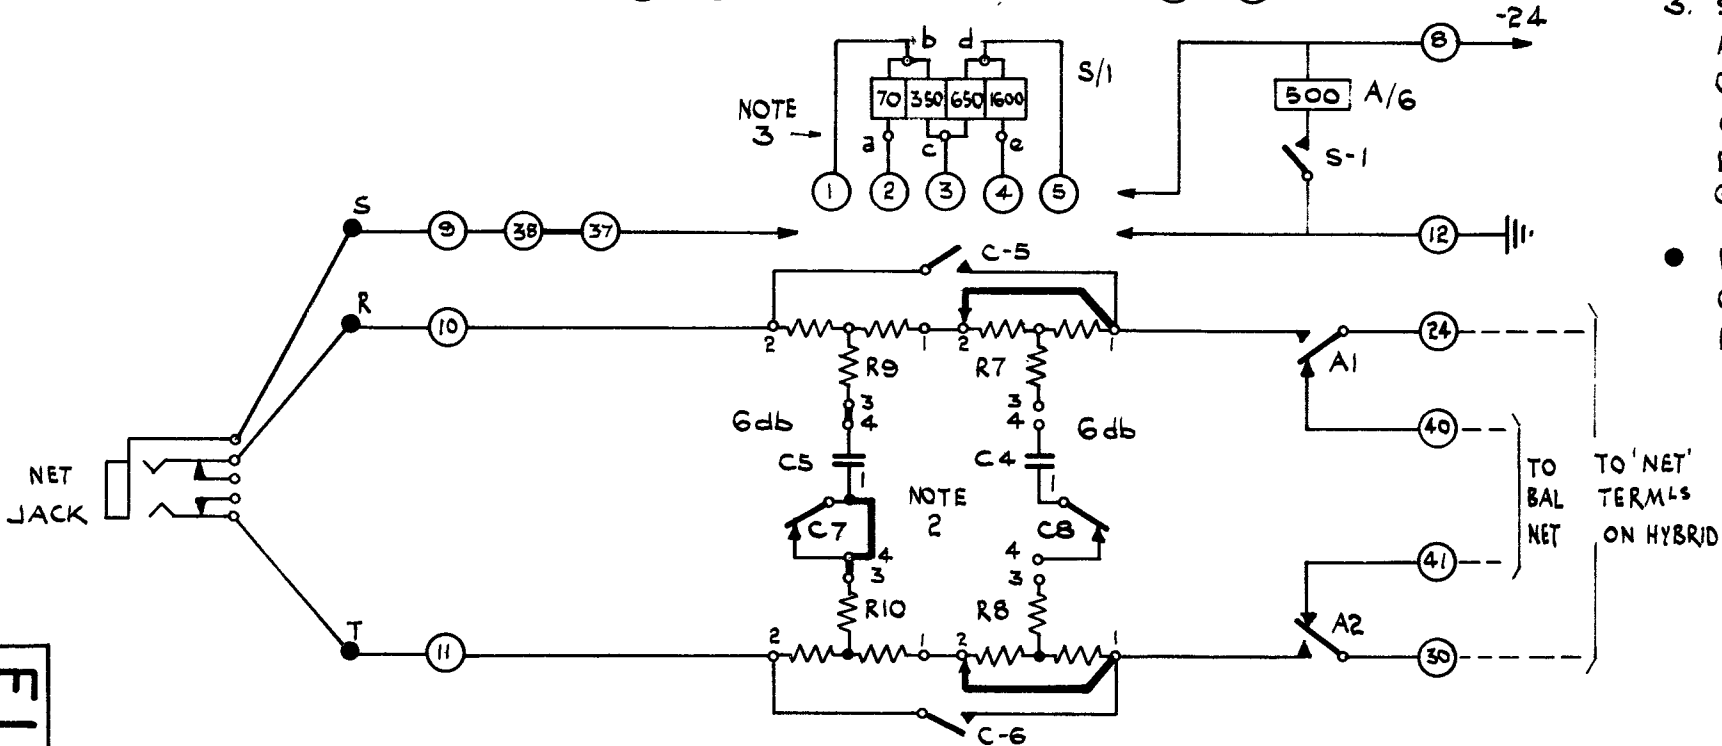 -24
3.
8
b d
S/1
70 350 650 1600
500 A/6
NOTE
3
a c e
S-1
1 2 3 4 5
S
9 38 37
12
C-5
R
10
2 1 2 1
24
A1
R9 R7
3 3
4 4
6db 6db
40
C5 C4
1 1
NET
JACK
NOTE
2
C7 C8
TO
BAL
NET
TO 'NET'
TERMLS
ON HYBRID
4 4
3 3
41
R10 R8
T
11
2 1 2 1
A2
30
C-6